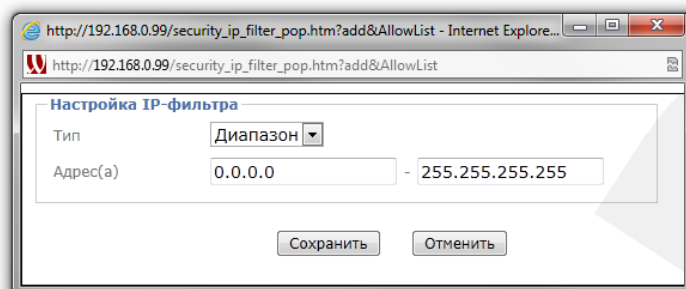 http://192.168.0.99/security_ip_filter_pop.htm?add&AllowList - Internet Explore...
http://192.168.0.99/security_ip_filter_pop.htm?add&AllowList
Настройка IP-фильтра
Тип Диапазон
Адрес(а) 0.0.0.0 - 255.255.255.255
Сохранить Отменить